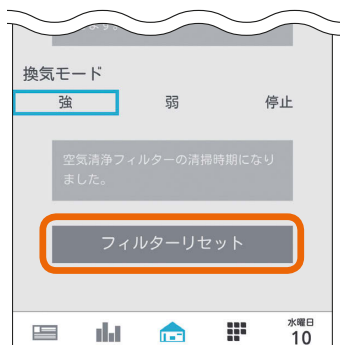 換気モード
強 弱 停止
空気清浄フィルターの清掃時期になり
ました。
フィルターリセット
水曜日
10